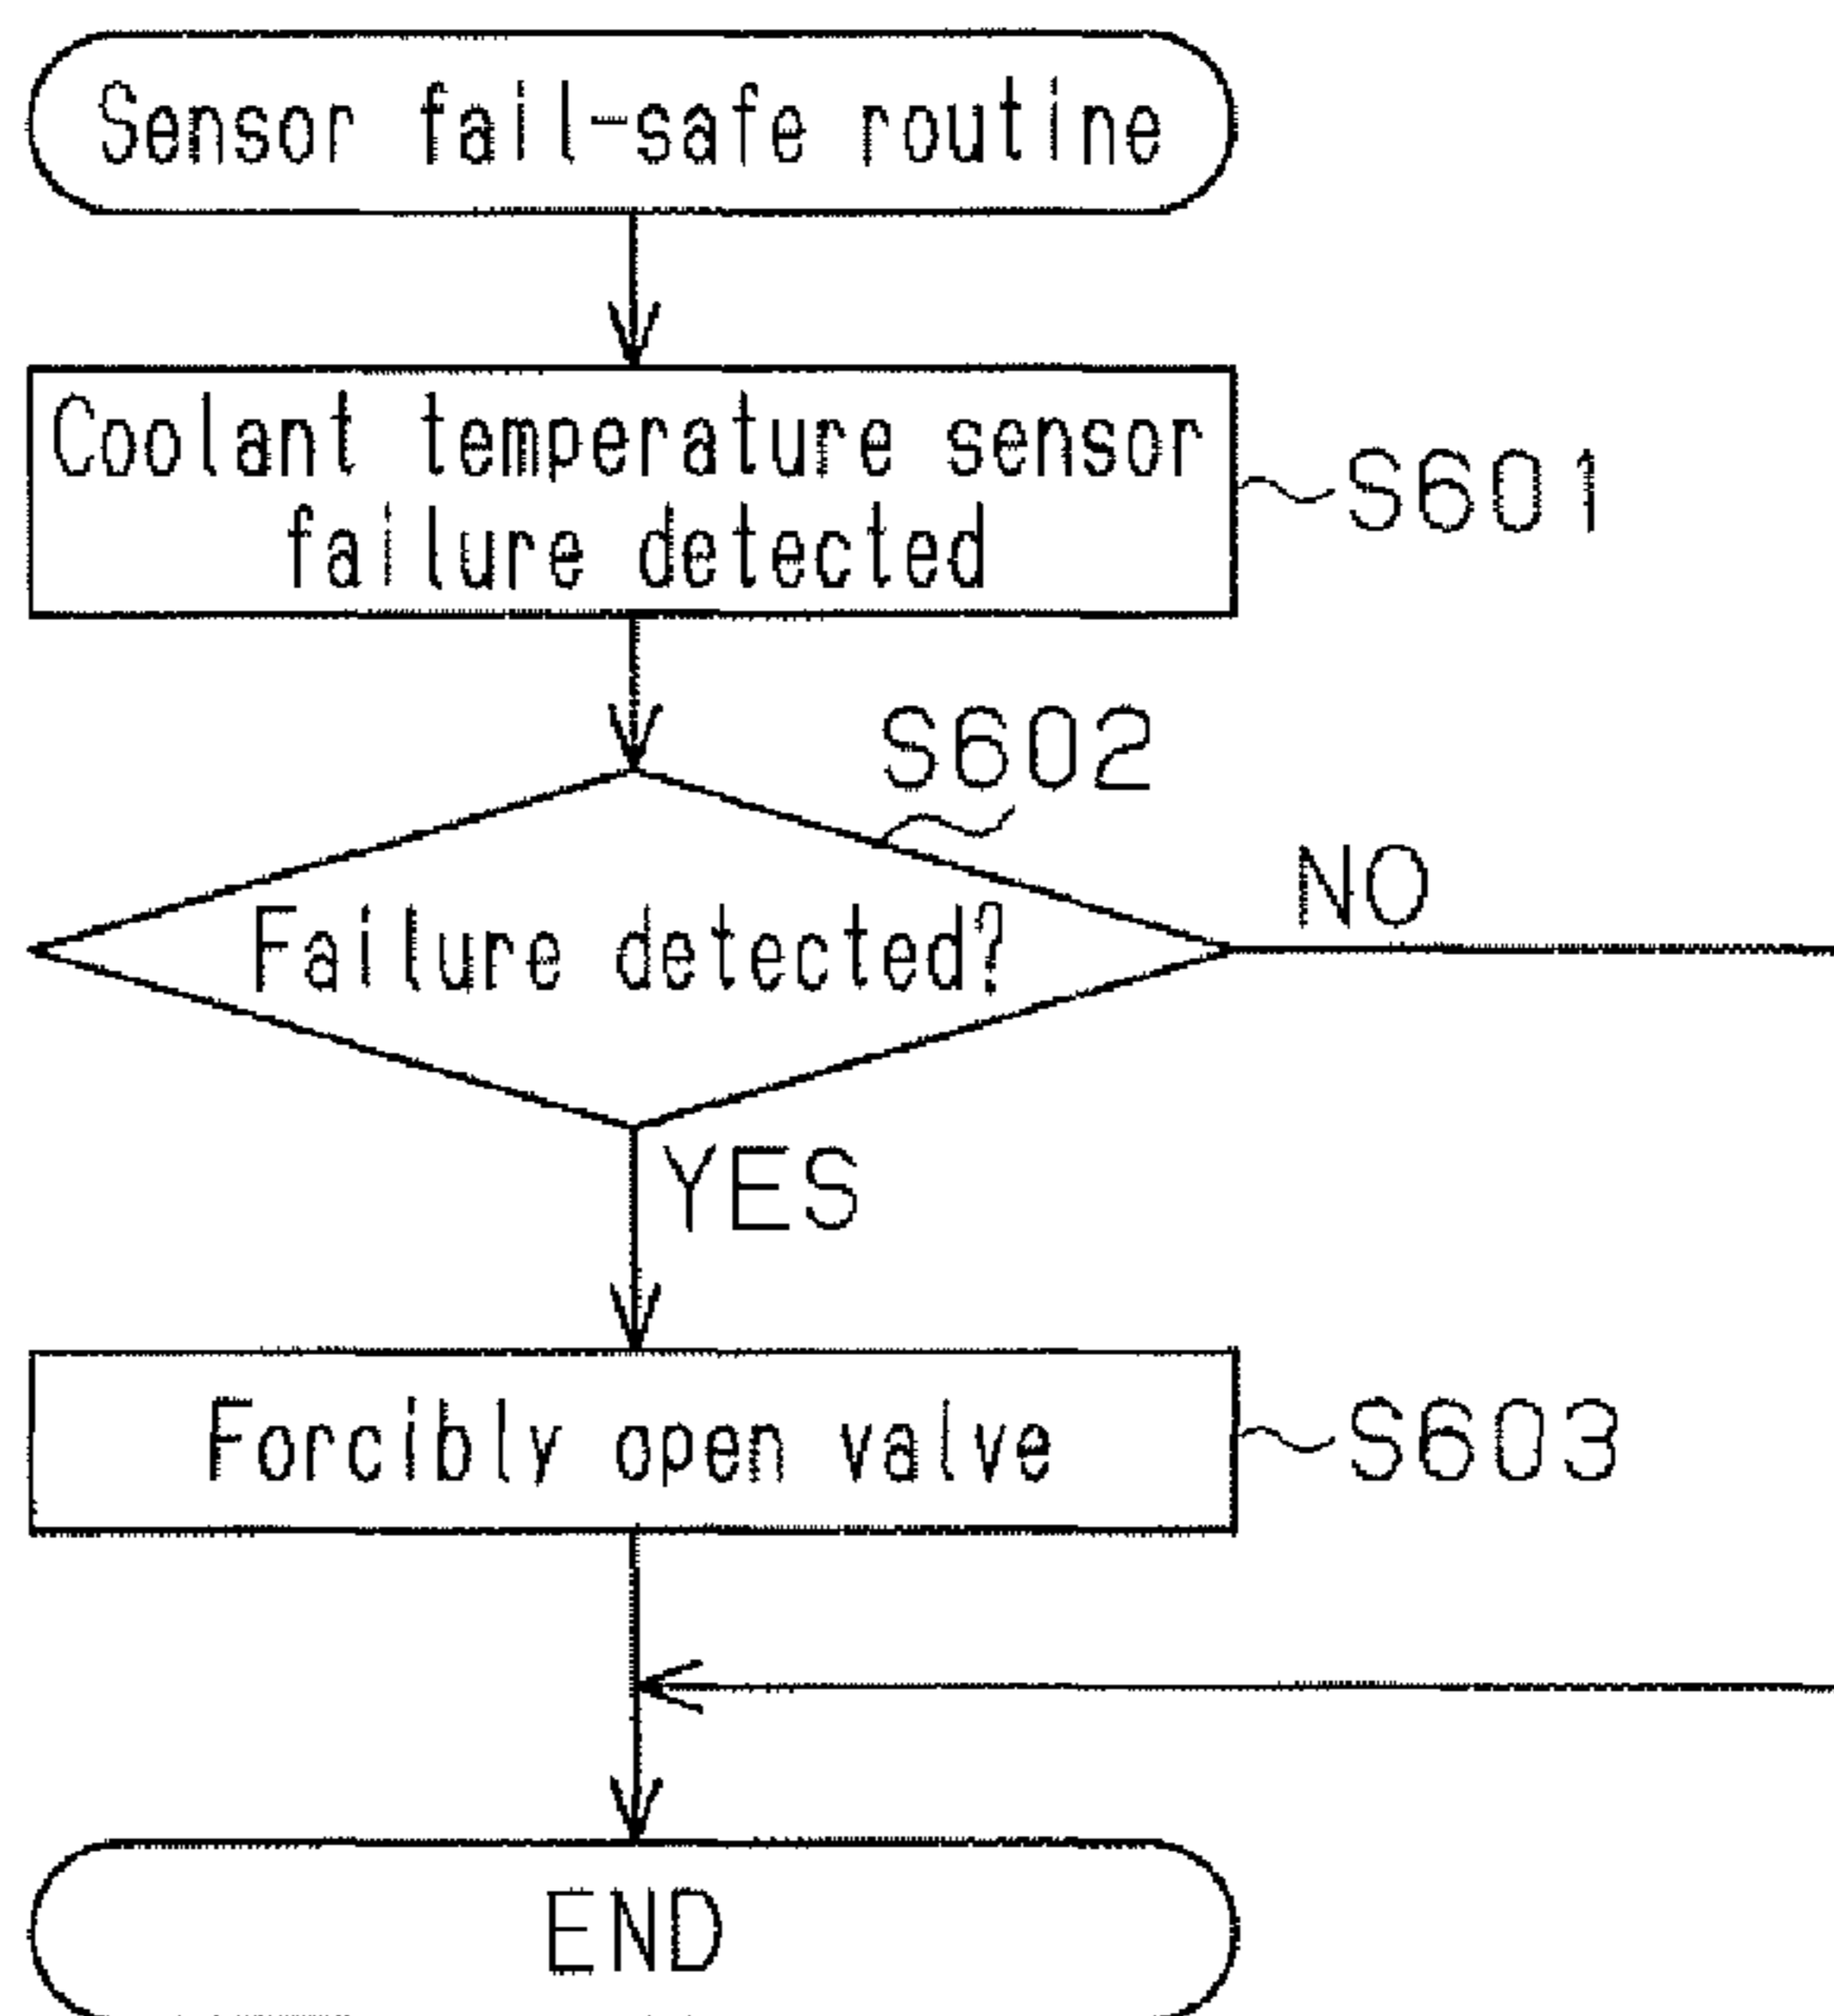 Sensor fail-safe routine
Coolant temperature sensor
failure detected
S601
S602
Failure detected?
NO
YES
Forcibly open valve
S603
END